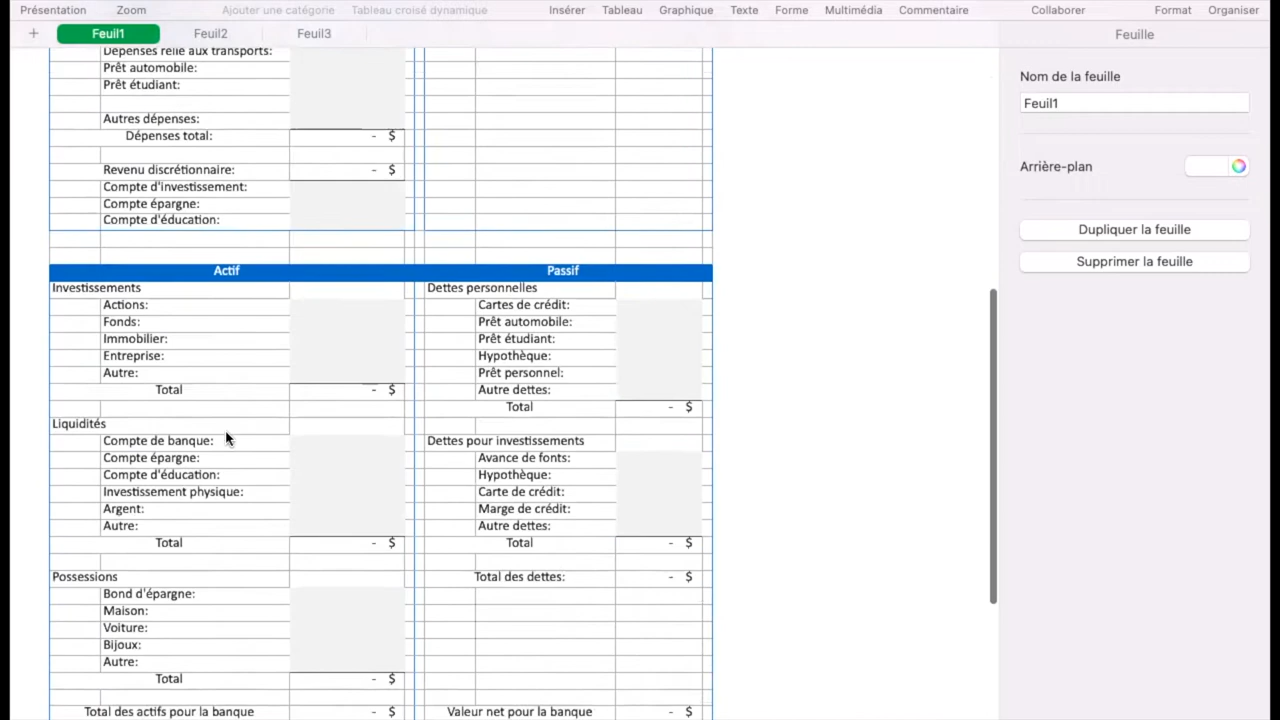 Présentation Zoom Ajouter une catégorie Tableau croisé dynamique Insérer Tableau Graphique Texte Forme Multimédia Commentaire Collaborer Format Organiser
+ Feuil1 Feuil2 Feuil3 Feuille
Dépenses relié aux transports:
Prêt automobile:
Prêt étudiant:
Autres dépenses:
Dépenses total: - $
Revenu discrétionnaire: - $
Compte d'investissement:
Compte épargne:
Compte d'éducation:
Actif Passif
Investissements Dettes personnelles
Actions: Cartes de crédit:
Fonds: Prêt automobile:
Immobilier: Prêt étudiant:
Entreprise: Hypothèque:
Autre: Prêt personnel:
Total - $ Autre dettes:
Total - $
Liquidités
Compte de banque: Dettes pour investissements
Compte épargne: Avance de fonts:
Compte d'éducation: Hypothèque:
Investissement physique: Carte de crédit:
Argent: Marge de crédit:
Autre: Autre dettes:
Total - $ Total - $
Possessions Total des dettes: - $
Bond d'épargne:
Maison:
Voiture:
Bijoux:
Autre:
Total - $
Total des actifs pour la banque - $ Valeur net pour la banque - $
Nom de la feuille
Feuil1
Arrière-plan
Dupliquer la feuille
Supprimer la feuille